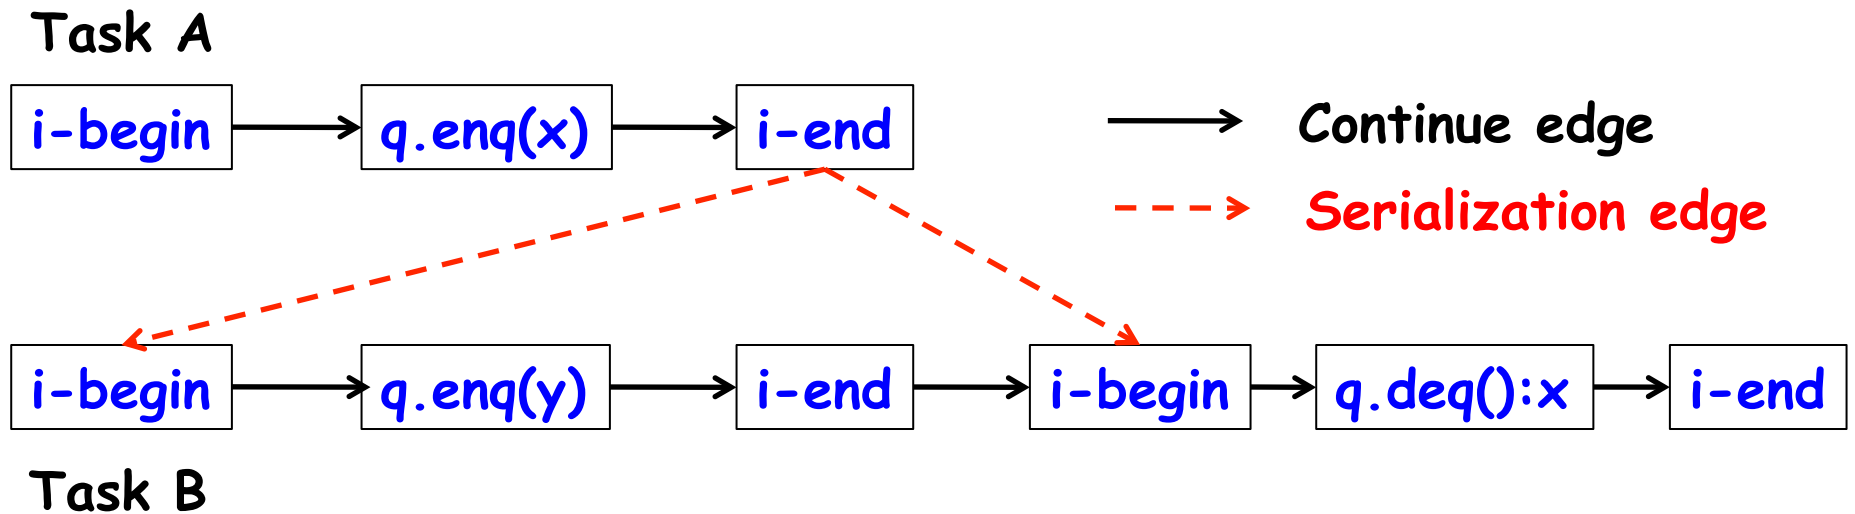 Task A
i-begin q.enq(x) i-end
Continue edge
Serialization edge
i-begin q.enq(y) i-end i-begin q.deq():x i-end
Task B